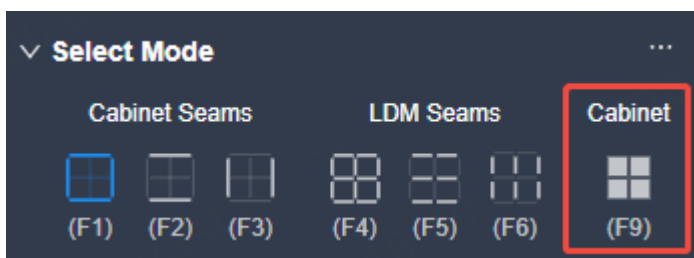 Select Mode ...
Cabinet Seams LDM Seams Cabinet
(F1) (F2) (F3) (F4) (F5) (F6) (F9)